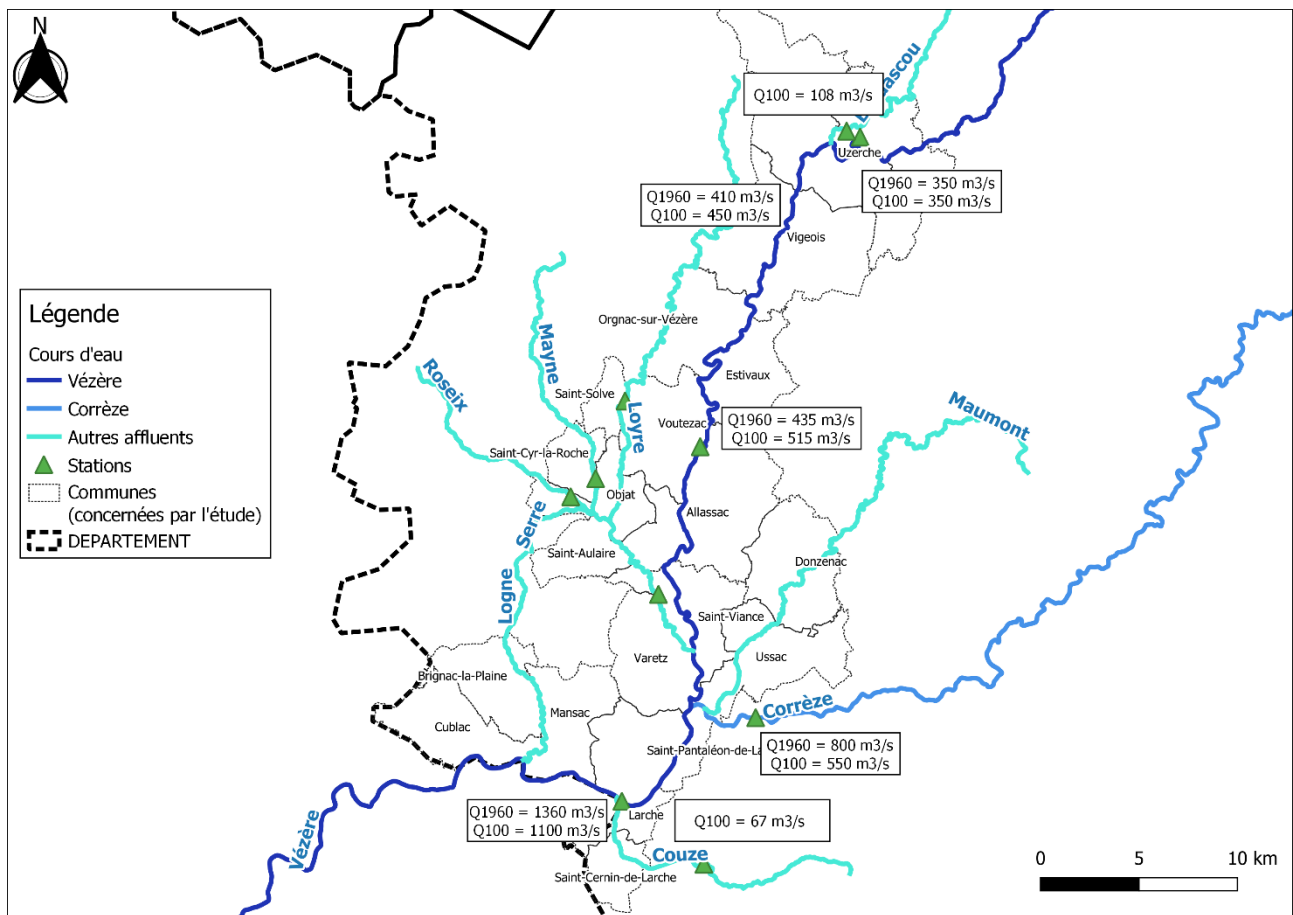 N
Q100 = 108 m3/s
Uzerche
Q1960 = 350 m3/s
Q100 = 350 m3/s
Q1960 = 410 m3/s
Q100 = 450 m3/s
Vigeois
Légende
Cours d'eau
Vézère
Corrèze
Autres affluents
Stations
Communes
(concernées par l'étude)
DEPARTEMENT
Orgnac-sur-Vézère
Mayne
Roseix
Estivaux
Saint-Solve
Loyre
Voutezac
Q1960 = 435 m3/s
Q100 = 515 m3/s
Maumont
Saint-Cyr-la-Roche
Objat
Allassac
Serre
Saint-Aulaire
Donzenac
Logne
Saint-Viance
Varetz
Ussac
Brignac-la-Plaine
Mansac
Cublac
Corrèze
Saint-Pantaléon-de-La
Q1960 = 800 m3/s
Q100 = 550 m3/s
Q1960 = 1360 m3/s
Q100 = 1100 m3/s
Larche
Q100 = 67 m3/s
Vézère
Couze
Saint-Cernin-de-Larche
0 5 10 km